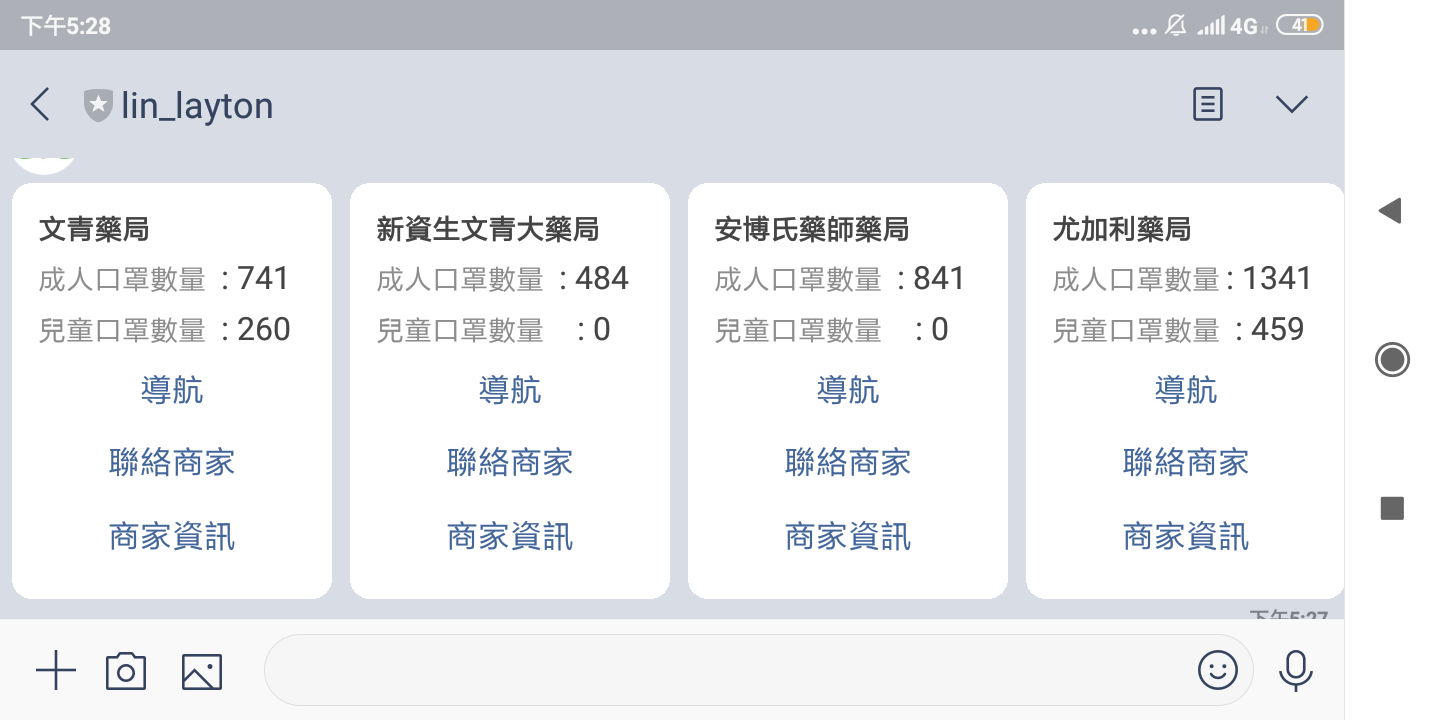 下午5:28
4G
41
lin_layton
文青藥局
成人口罩數量 : 741
兒童口罩數量 : 260
導航
聯絡商家
商家資訊
新資生文青大藥局
成人口罩數量 : 484
兒童口罩數量 : 0
導航
聯絡商家
商家資訊
安博氏藥師藥局
成人口罩數量 : 841
兒童口罩數量 : 0
導航
聯絡商家
商家資訊
尤加利藥局
成人口罩數量 : 1341
兒童口罩數量 : 459
導航
聯絡商家
商家資訊
下午5:27